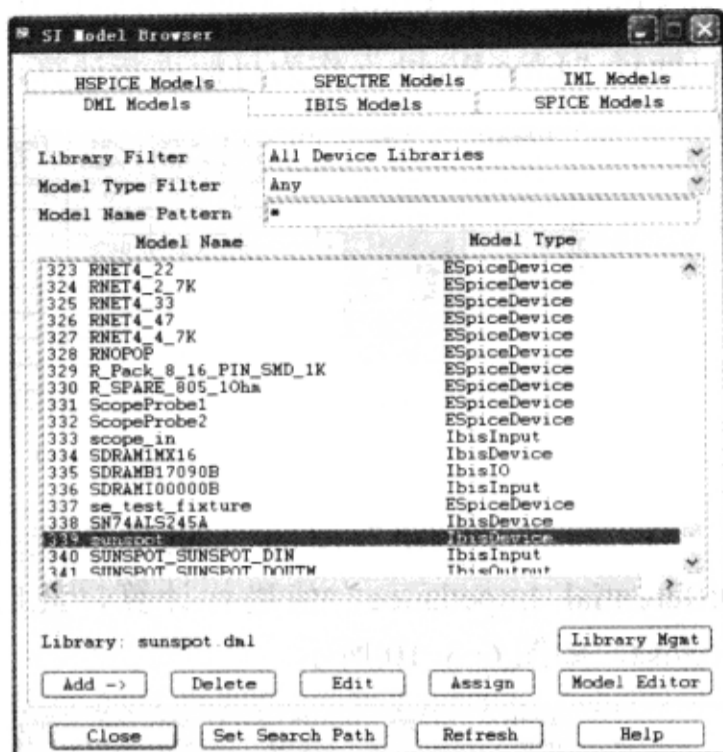 SI Model Browser
HSPICE Models SPECTRE Models IML Models
DML Models IBIS Models SPICE Models
Library Filter All Device Libraries
Model Type Filter Any
Model Name Pattern *
Model Name Model Type
323 RNET4_22 ESpiceDevice
324 RNET4_2_7K ESpiceDevice
325 RNET4_33 ESpiceDevice
326 RNET4_47 ESpiceDevice
327 RNET4_4_7K ESpiceDevice
328 RNOPOP ESpiceDevice
329 R_Pack_8_16_PIN_SMD_1K ESpiceDevice
330 R_SPARE_805_1Ohm ESpiceDevice
331 ScopeProbe1 ESpiceDevice
332 ScopeProbe2 ESpiceDevice
333 scope_in IbisInput
334 SDRAM1MX16 IbisDevice
335 SDRAMB17090B IbisIO
336 SDRAMI00000B IbisInput
337 se_test_fixture ESpiceDevice
338 SN74ALS245A IbisDevice
339 sunspot IbisDevice
340 SUNSPOT_SUNSPOT_DIN IbisInput
341 SUNSPOT_SUNSPOT_DOUTM IbisOutput
Library: sunspot.dml Library Mgmt
Add -> Delete Edit Assign Model Editor
Close Set Search Path Refresh Help